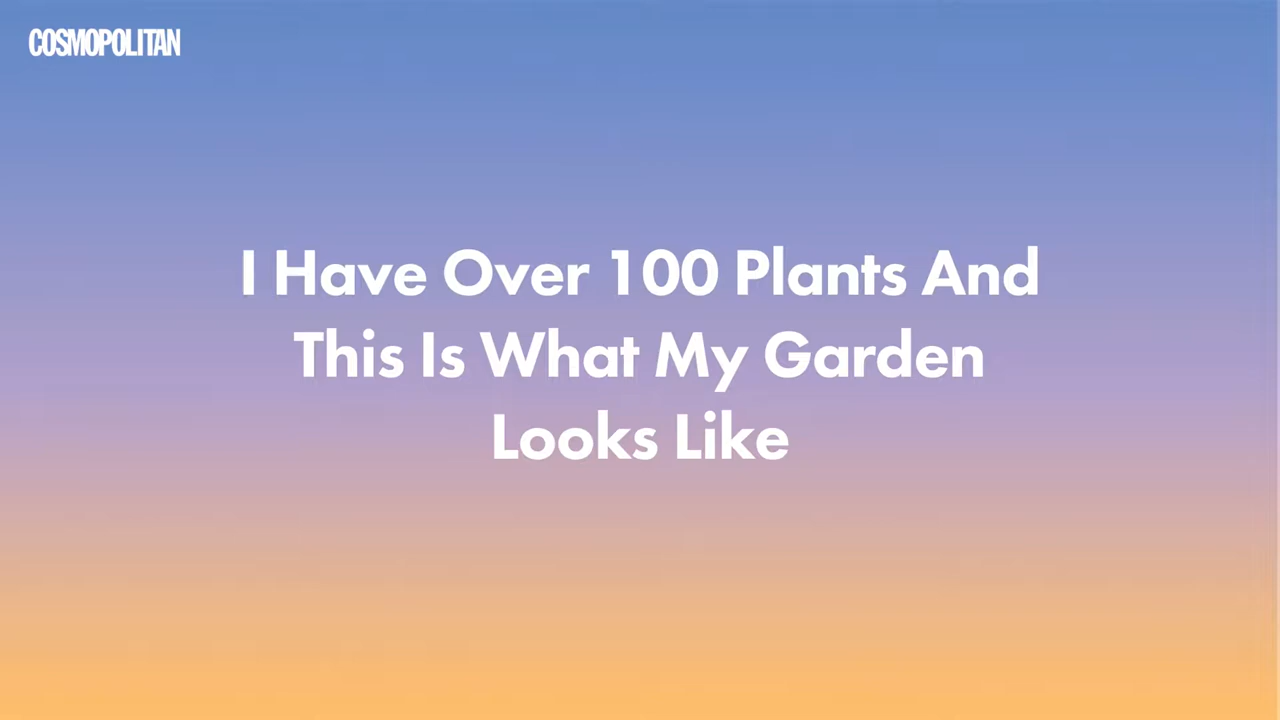 COSMOPOLITAN
I Have Over 100 Plants And
This Is What My Garden
Looks Like